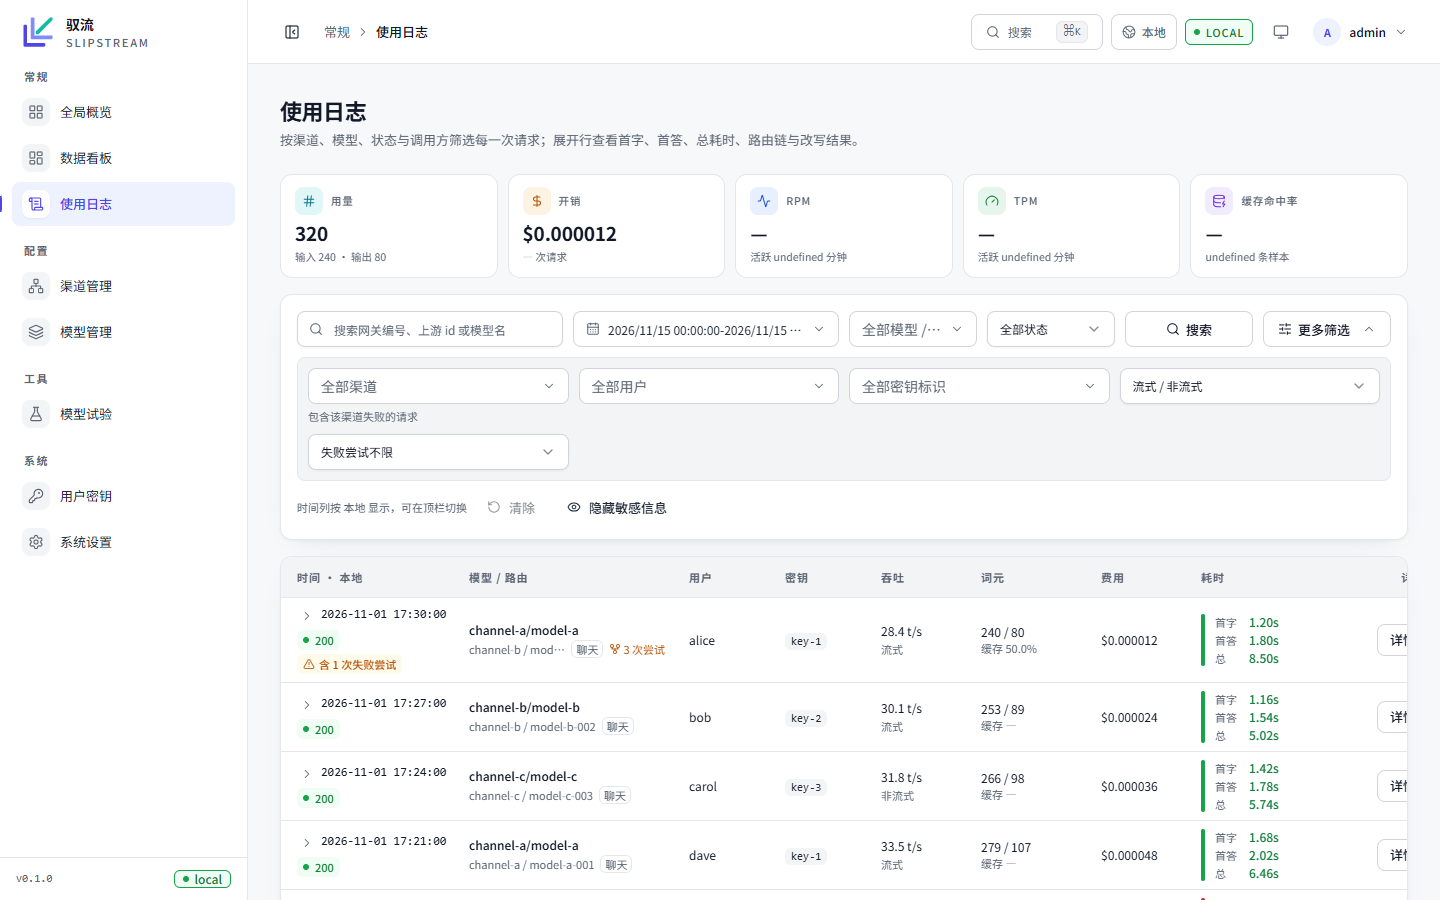 驭流
SLIPSTREAM
常规
全局概览
数据看板
使用日志
配置
渠道管理
模型管理
工具
模型试验
系统
用户密钥
系统设置
v0.1.0
local
常规 > 使用日志
搜索 ⌘K
本地
LOCAL
A admin
使用日志
按渠道、模型、状态与调用方筛选每一次请求；展开行查看首字、首答、总耗时、路由链与改写结果。
用量
320
输入 240 · 输出 80
开销
$0.000012
— 次请求
RPM
—
活跃 undefined 分钟
TPM
—
活跃 undefined 分钟
缓存命中率
—
undefined 条样本
搜索网关编号、上游 id 或模型名
2026/11/15 00:00:00-2026/11/15 ···
全部模型 /···
全部状态
搜索
更多筛选
全部渠道
全部用户
全部密钥标识
流式 / 非流式
包含该渠道失败的请求
失败尝试不限
时间列按 本地 显示，可在顶栏切换
清除
隐藏敏感信息
时间 · 本地 模型 / 路由 用户 密钥 吞吐 词元 费用 耗时
2026-11-01 17:30:00
200
含 1 次失败尝试
channel-a/model-a
channel-b / mod··· 聊天 3 次尝试
alice
key-1
28.4 t/s
流式
240 / 80
缓存 50.0%
$0.000012
首字 1.20s
首答 1.80s
总 8.50s
详情
2026-11-01 17:27:00
200
channel-b/model-b
channel-b / model-b-002 聊天
bob
key-2
30.1 t/s
流式
253 / 89
缓存 —
$0.000024
首字 1.16s
首答 1.54s
总 5.02s
详情
2026-11-01 17:24:00
200
channel-c/model-c
channel-c / model-c-003 聊天
carol
key-3
31.8 t/s
非流式
266 / 98
缓存 —
$0.000036
首字 1.42s
首答 1.78s
总 5.74s
详情
2026-11-01 17:21:00
200
channel-a/model-a
channel-a / model-a-001 聊天
dave
key-1
33.5 t/s
流式
279 / 107
缓存 —
$0.000048
首字 1.68s
首答 2.02s
总 6.46s
详情